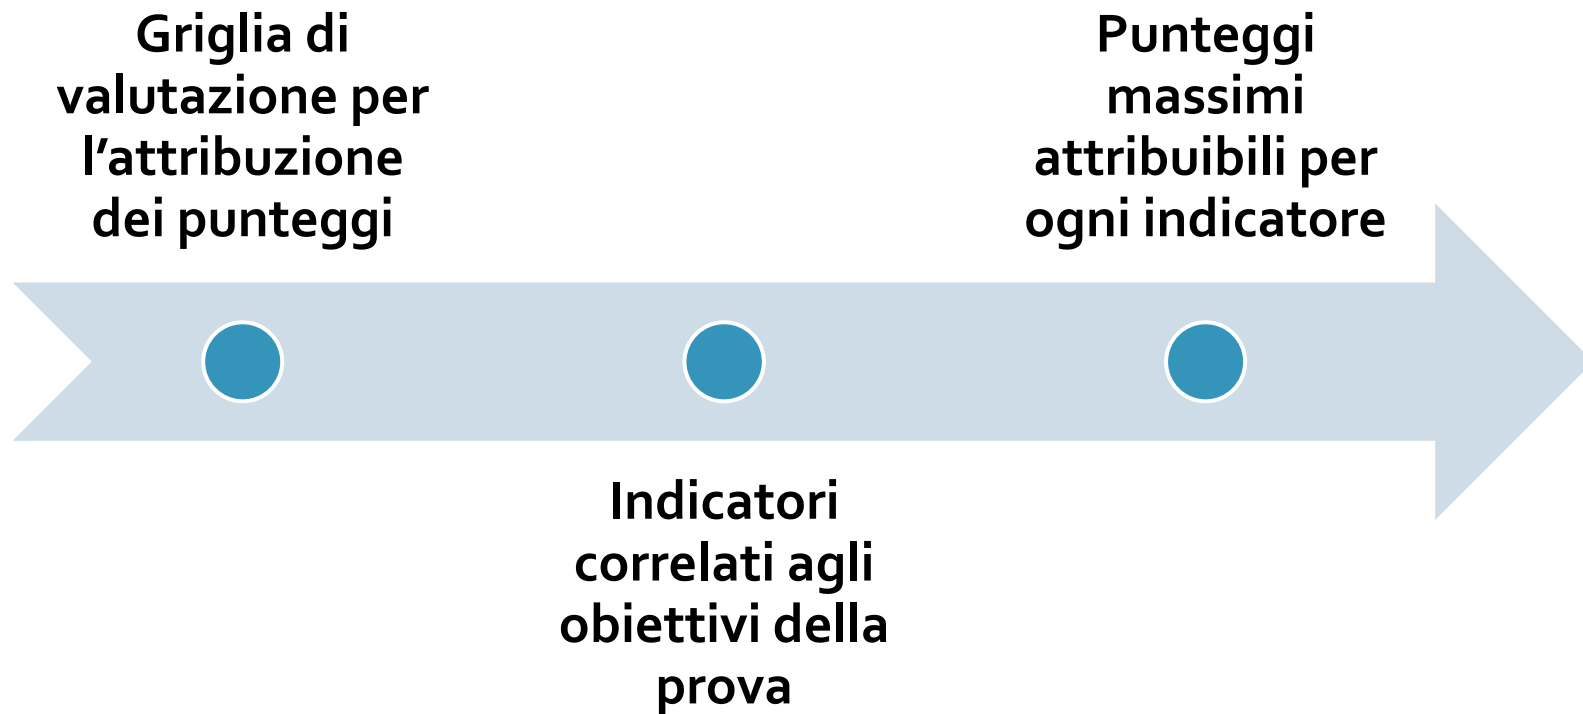 Griglia di
valutazione per
l’attribuzione
dei punteggi
Indicatori
correlati agli
obiettivi della
prova
Punteggi
massimi
attribuibili per
ogni indicatore